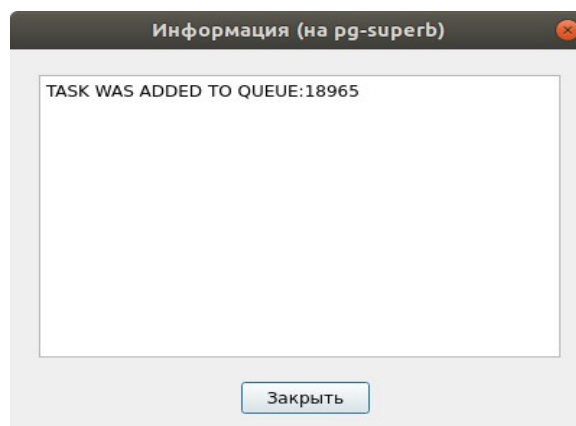 Информация (на pg-superb)
TASK WAS ADDED TO QUEUE:18965
Закрыть